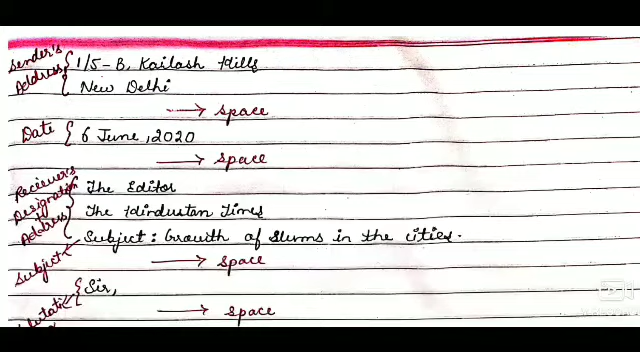 Sender's Address { 1/5-B, Kailash Hills
New Delhi
→ Space
Date { 6 June, 2020
→ Space
Reciever's Designation { The Editor
Address The Hindustan Times
Subject Subject : Growth of Slums in the cities.
→ Space
{ Sir,
→ Space